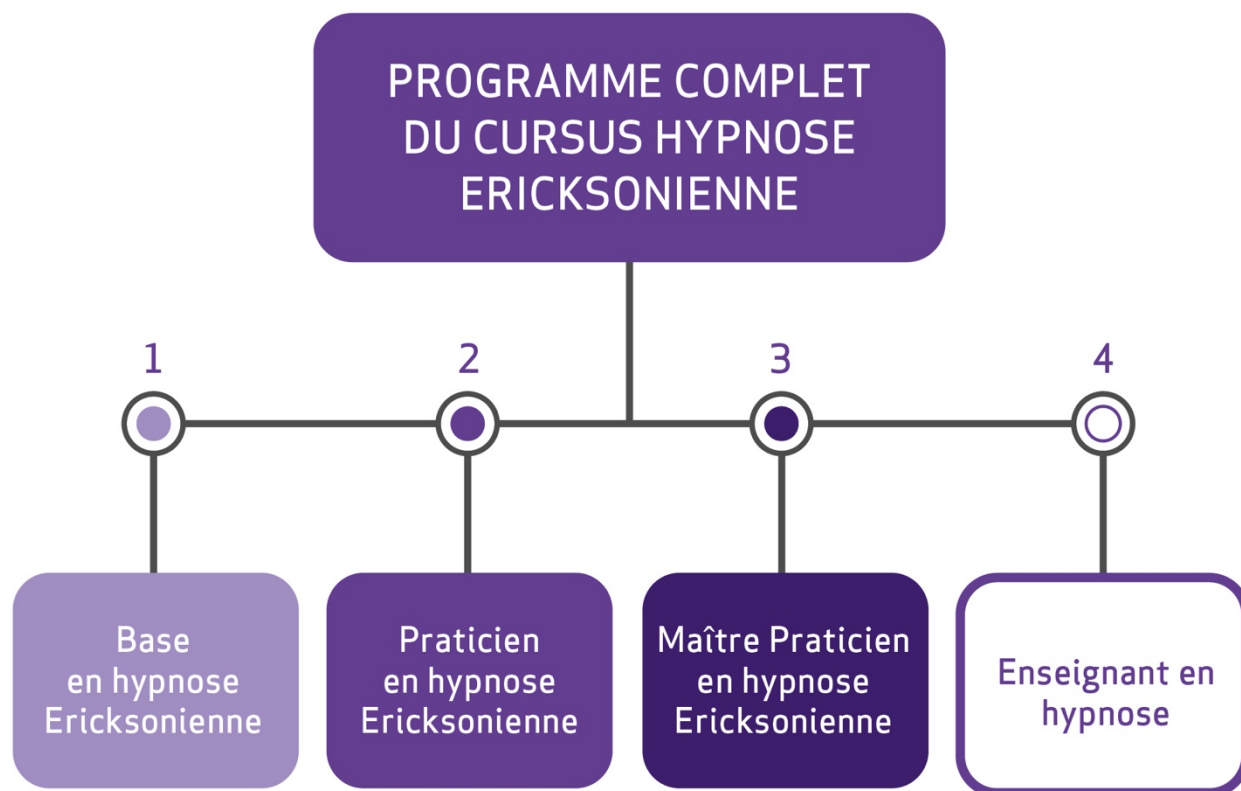 PROGRAMME COMPLET
DU CURSUS HYPNOSE
ERICKSONIENNE
1
2
3
4
Base
en hypnose
Ericksonienne
Praticien
en hypnose
Ericksonienne
Maître Praticien
en hypnose
Ericksonienne
Enseignant en
hypnose